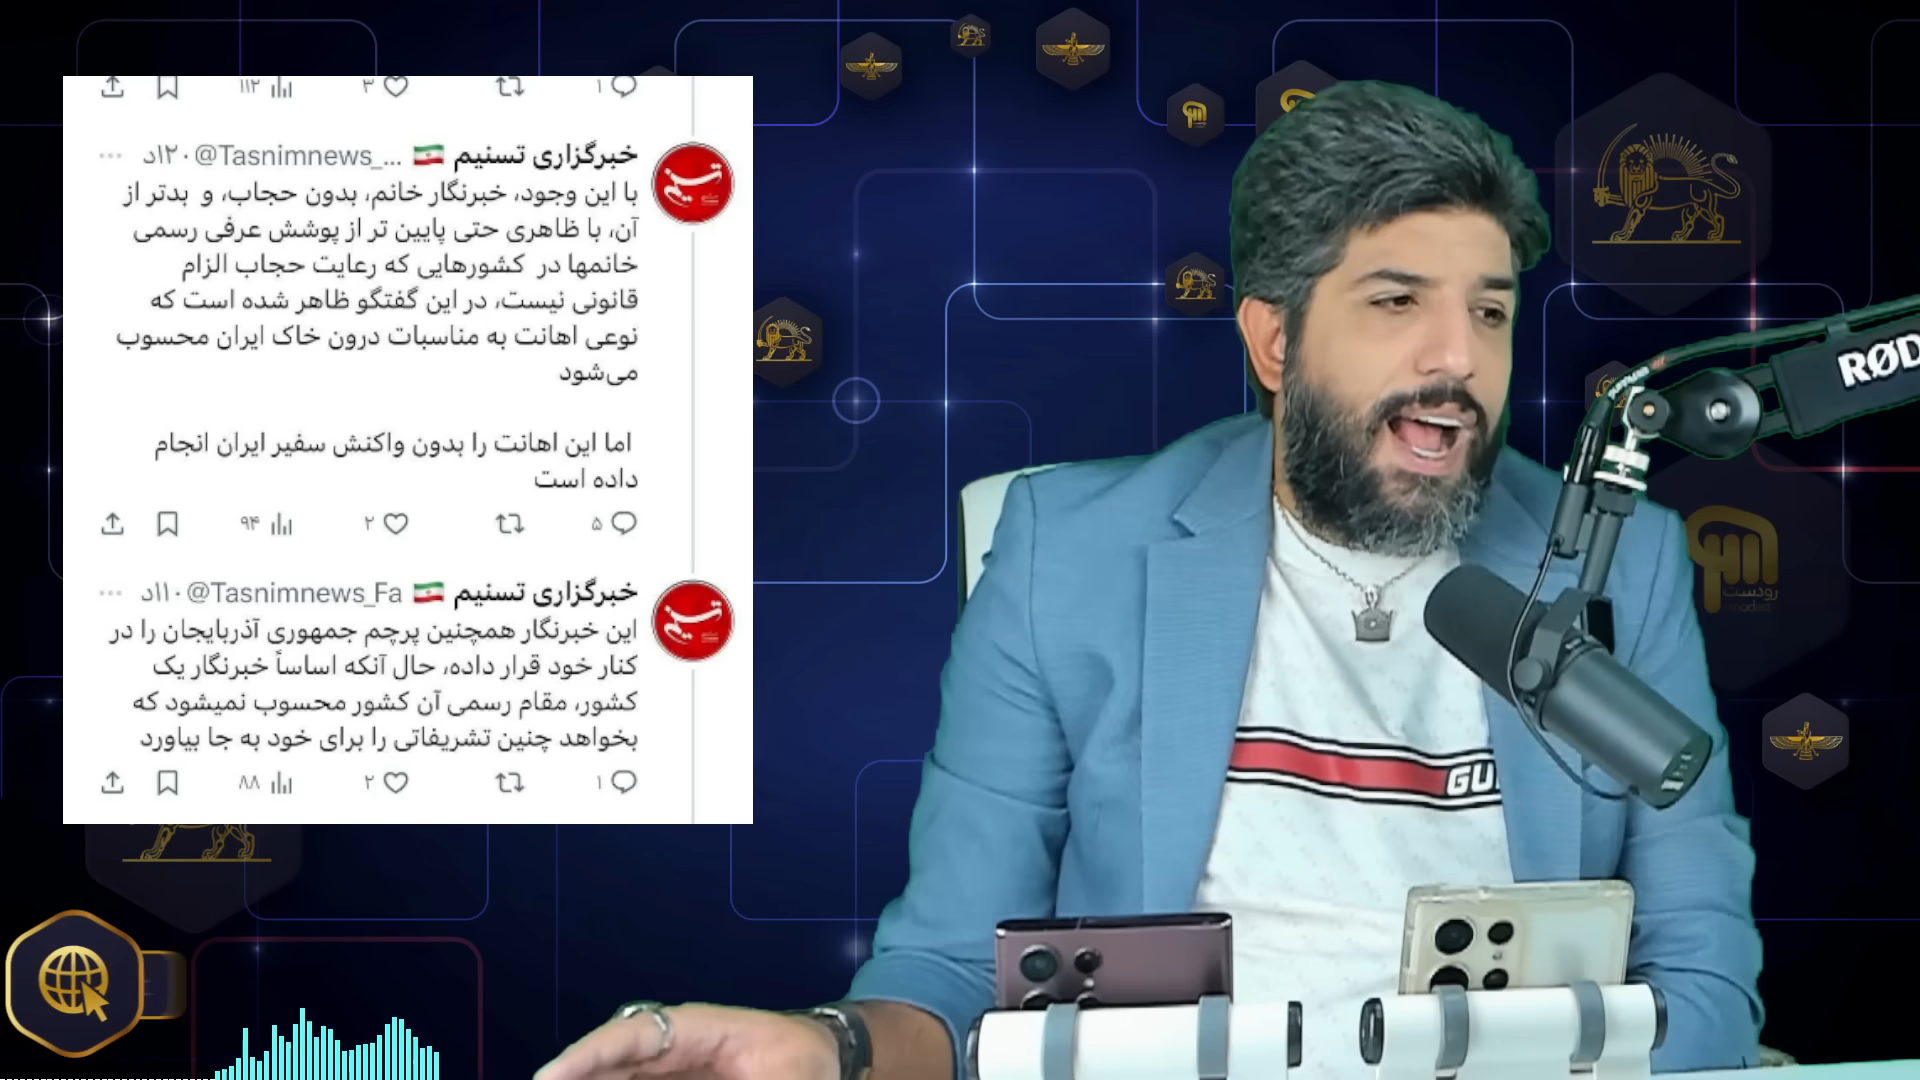 ۱ ۳ ۱۱۲
خبرگزاری تسنیم 🇮🇷 @Tasnimnews_... ۱۲۰د
با این وجود، خبرنگار خانم، بدون حجاب، و بدتر از
آن، با ظاهری حتی پایین تر از پوشش عرفی رسمی
خانمها در کشورهایی که رعایت حجاب الزام
قانونی نیست، در این گفتگو ظاهر شده است که
نوعی اهانت به مناسبات درون خاک ایران محسوب
می‌شود
اما این اهانت را بدون واکنش سفیر ایران انجام
داده است
۵ ۲ ۹۴
خبرگزاری تسنیم 🇮🇷 @Tasnimnews_Fa ۱۱۰د
این خبرنگار همچنین پرچم جمهوری آذربایجان را در
کنار خود قرار داده، حال آنکه اساساً خبرنگار یک
کشور، مقام رسمی آن کشور محسوب نمیشود که
بخواهد چنین تشریفاتی را برای خود به جا بیاورد
۱ ۲ ۸۸
تسنیم
تسنیم
RØD
GU
رودست